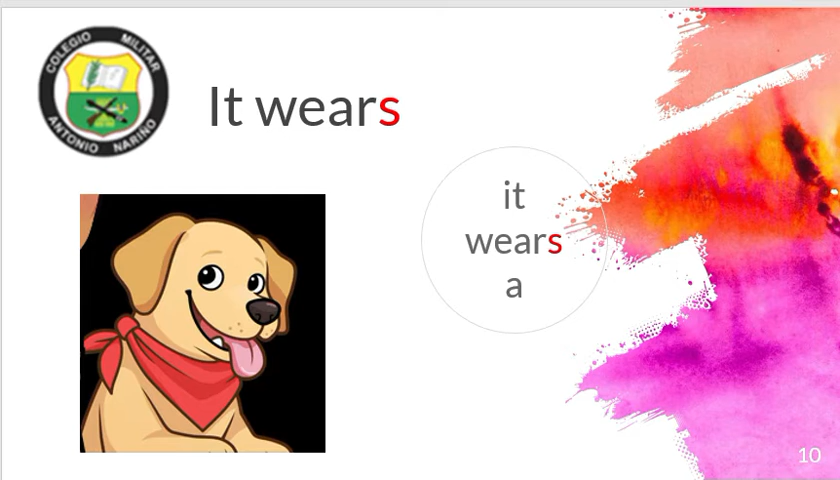 COLEGIO MILITAR
ANTONIO NARIÑO
It wears
it
wears
a
10